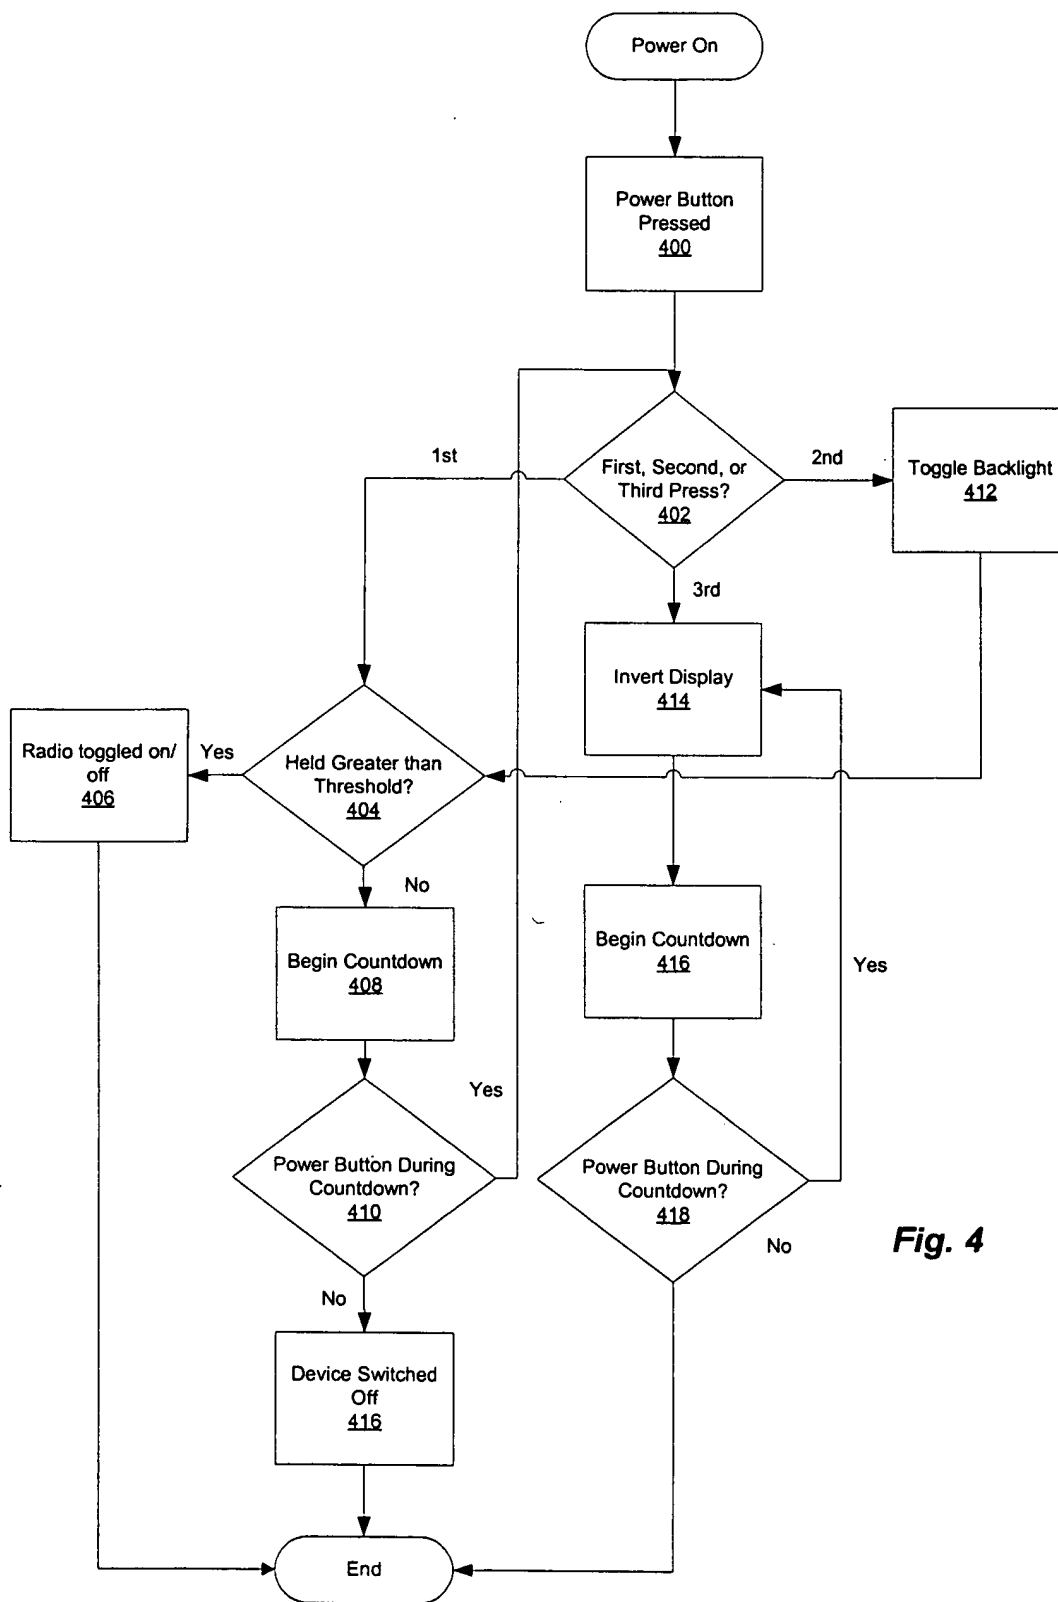 Power On
Power Button
Pressed
400
1st
First, Second, or
Third Press?
402
2nd
Toggle Backlight
412
3rd
Invert Display
414
Radio toggled on/
off
406
Yes
Held Greater than
Threshold?
404
No
Begin Countdown
408
Begin Countdown
416
Yes
Yes
Power Button During
Countdown?
410
Power Button During
Countdown?
418
No
No
Fig. 4
Device Switched
Off
416
End